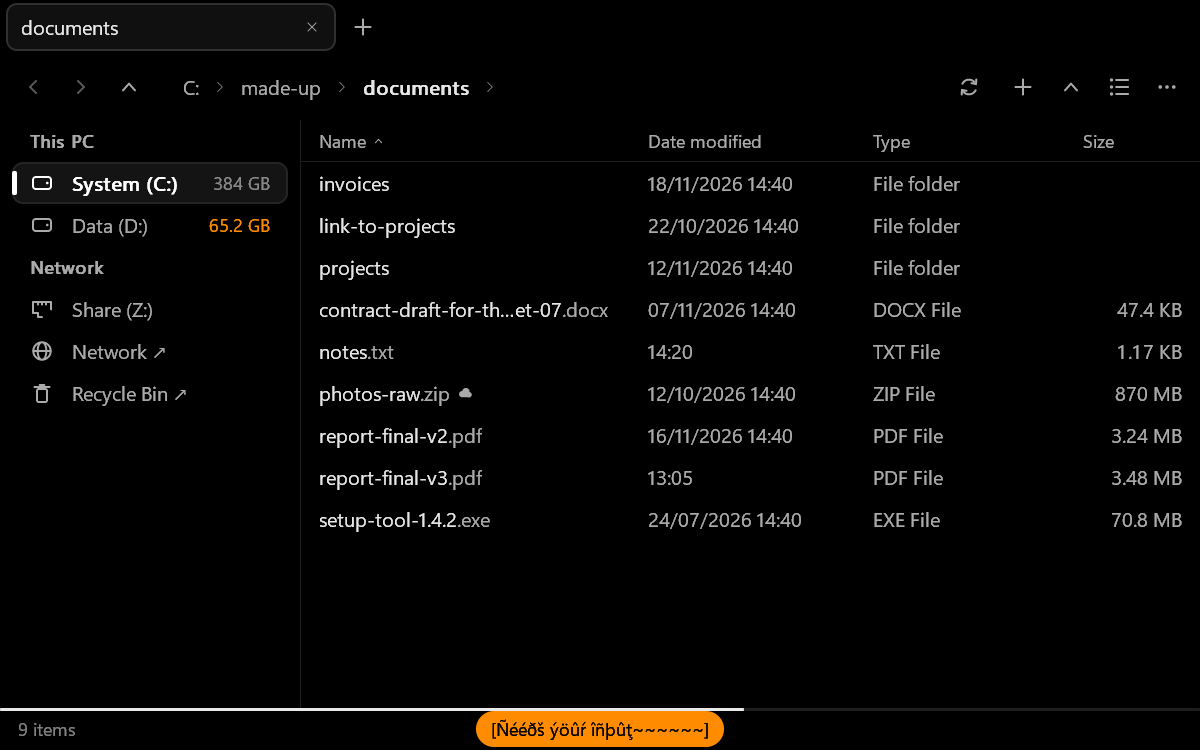 documents
C: made-up documents
This PC
System (C:) 384 GB
Data (D:) 65.2 GB
Network
Share (Z:)
Network ↗
Recycle Bin ↗
Name Date modified Type Size
invoices 18/11/2026 14:40 File folder
link-to-projects 22/10/2026 14:40 File folder
projects 12/11/2026 14:40 File folder
contract-draft-for-th...et-07.docx 07/11/2026 14:40 DOCX File 47.4 KB
notes.txt 14:20 TXT File 1.17 KB
photos-raw.zip 12/10/2026 14:40 ZIP File 870 MB
report-final-v2.pdf 16/11/2026 14:40 PDF File 3.24 MB
report-final-v3.pdf 13:05 PDF File 3.48 MB
setup-tool-1.4.2.exe 24/07/2026 14:40 EXE File 70.8 MB
9 items
[Ñééðš ýöûŕ îñþûţ~~~~~~]